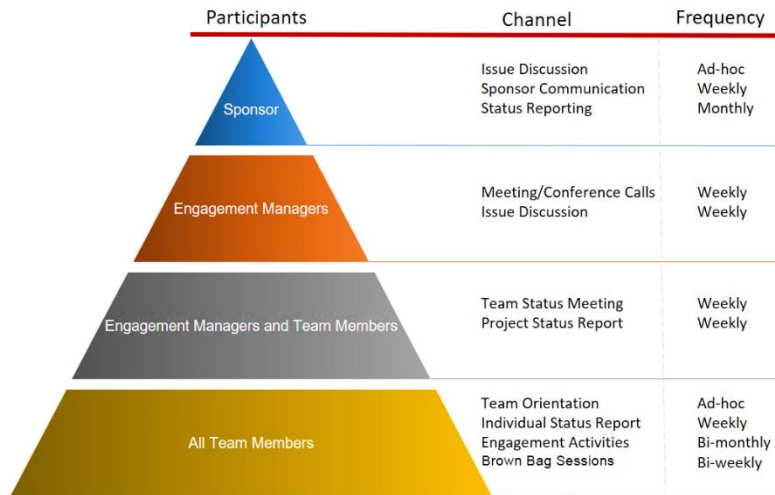 Participants Channel Frequency
Sponsor
Issue Discussion Ad-hoc
Sponsor Communication Weekly
Status Reporting Monthly
Engagement Managers
Meeting/Conference Calls Weekly
Issue Discussion Weekly
Engagement Managers and Team Members
Team Status Meeting Weekly
Project Status Report Weekly
All Team Members
Team Orientation Ad-hoc
Individual Status Report Weekly
Engagement Activities Bi-monthly
Brown Bag Sessions Bi-weekly